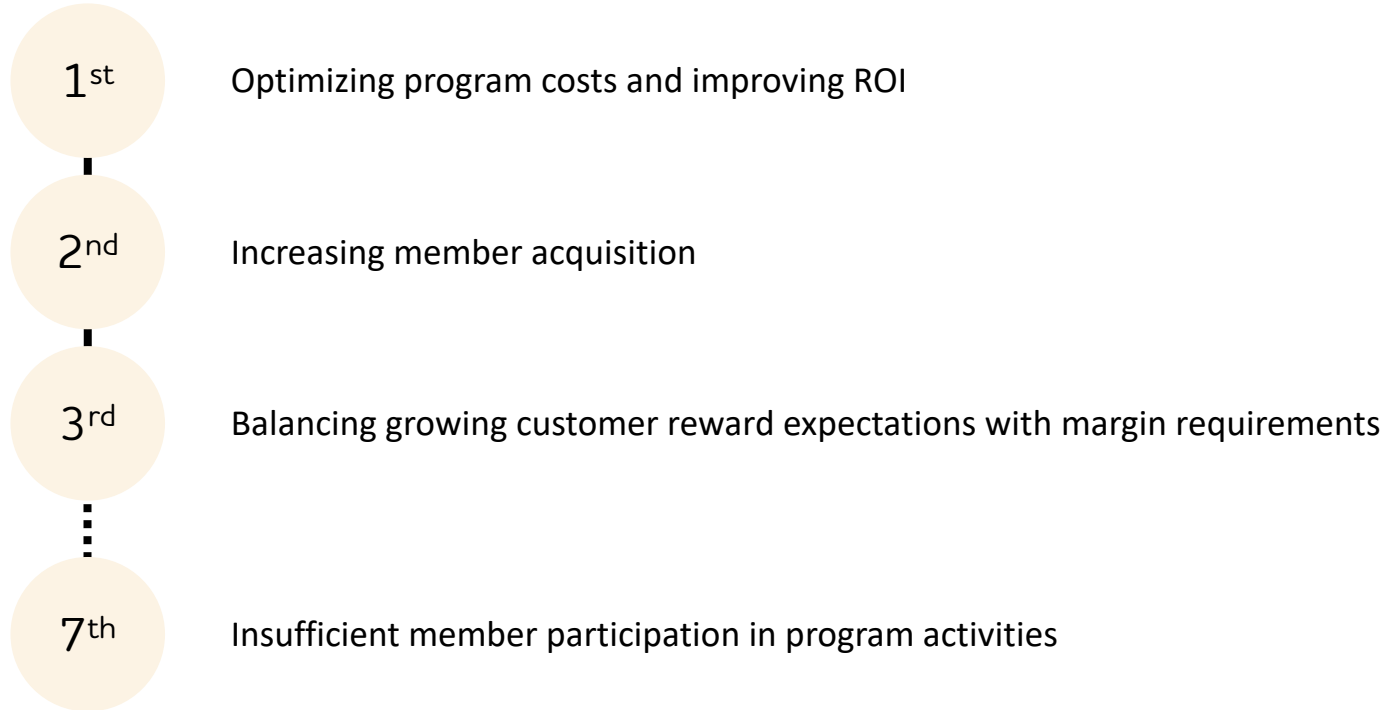 1st Optimizing program costs and improving ROI
2nd Increasing member acquisition
3rd Balancing growing customer reward expectations with margin requirements
7th Insufficient member participation in program activities